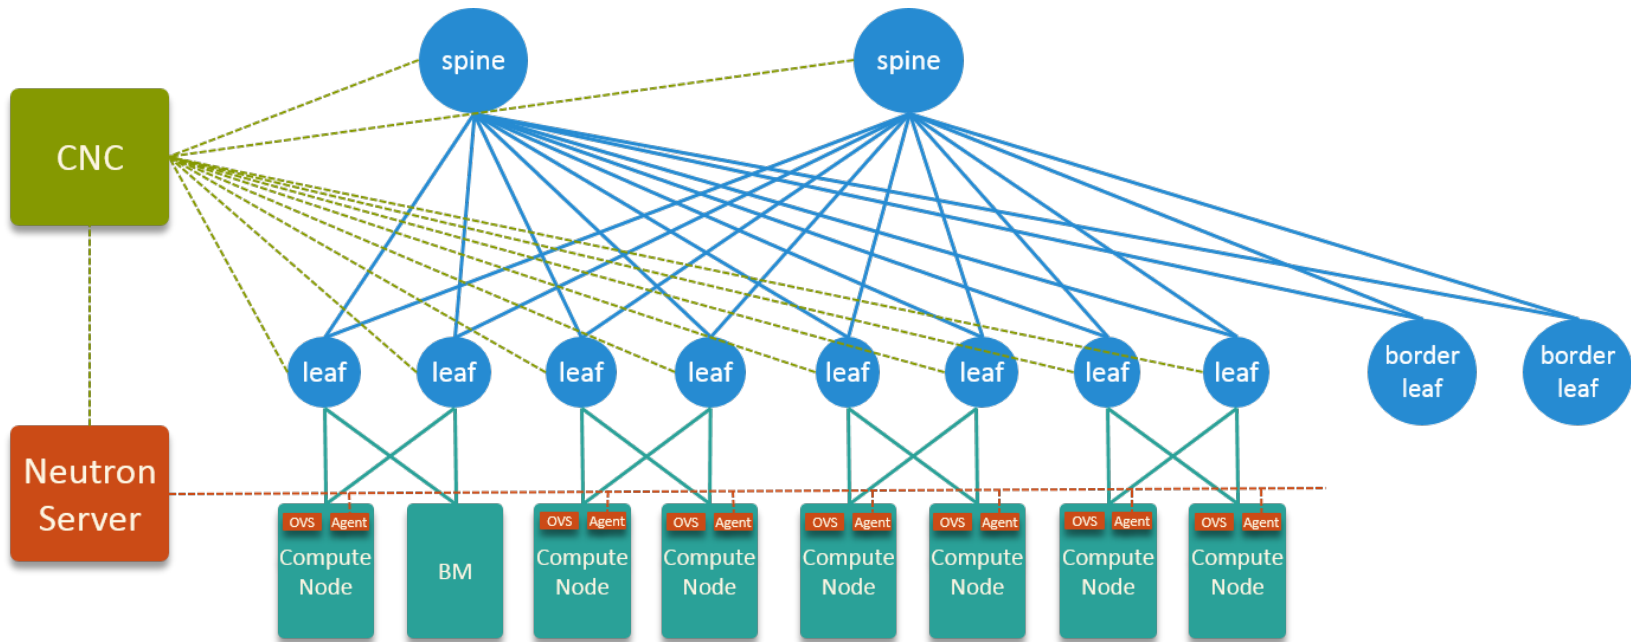 spine
spine
CNC
leaf
leaf
leaf
leaf
leaf
leaf
leaf
leaf
border
leaf
border
leaf
Neutron
Server
OVS
Agent
Compute
Node
BM
OVS
Agent
Compute
Node
OVS
Agent
Compute
Node
OVS
Agent
Compute
Node
OVS
Agent
Compute
Node
OVS
Agent
Compute
Node
OVS
Agent
Compute
Node